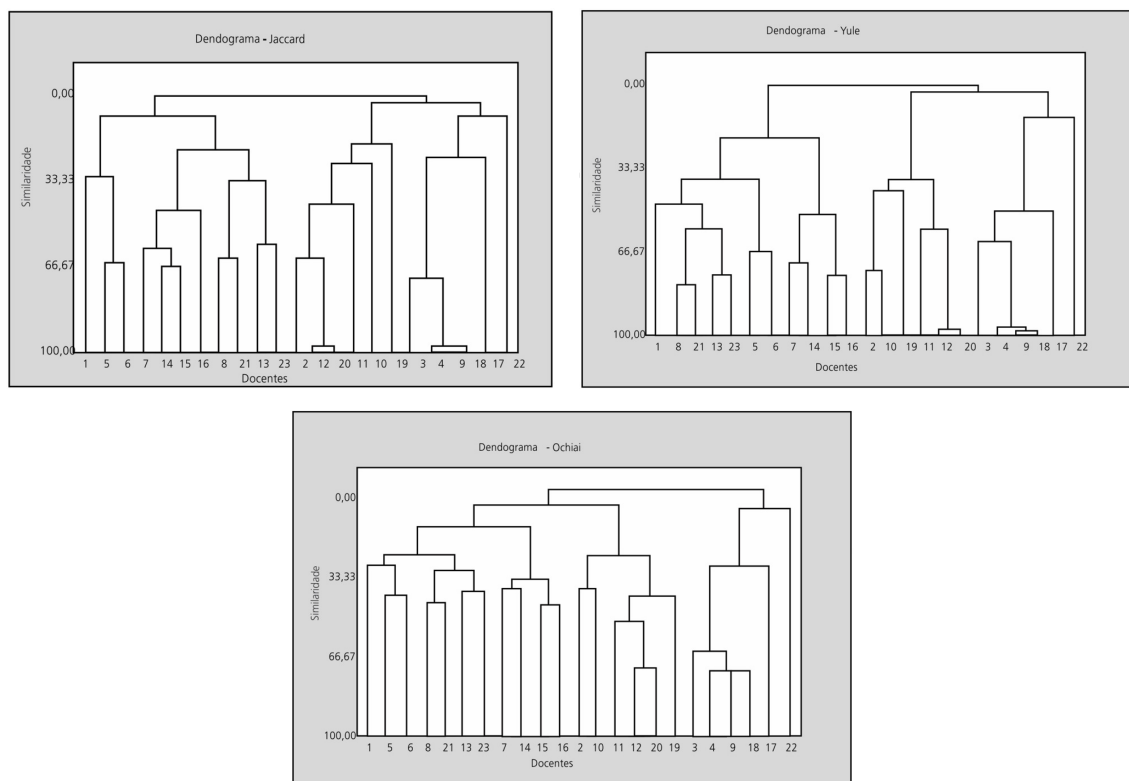 Dendograma - Jaccard
Similaridade
0,00
33,33
66,67
100,00
1 5 6 7 14 15 16 8 21 13 23 2 12 20 11 10 19 3 4 9 18 17 22
Docentes
Dendograma - Yule
Similaridade
0,00
33,33
66,67
100,00
1 8 21 13 23 5 6 7 14 15 16 2 10 19 11 12 20 3 4 9 18 17 22
Docentes
Dendograma - Ochiai
Similaridade
0,00
33,33
66,67
100,00
1 5 6 8 21 13 23 7 14 15 16 2 10 11 12 20 19 3 4 9 18 17 22
Docentes